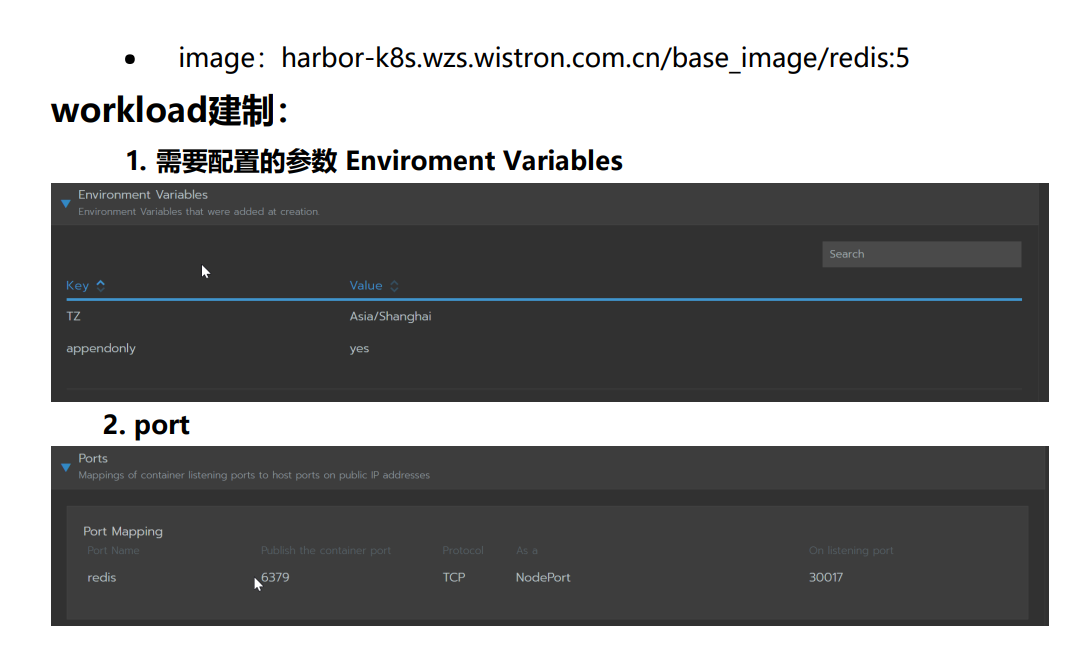 • image：harbor-k8s.wzs.wistron.com.cn/base_image/redis:5
workload建制：
1. 需要配置的参数 Enviroment Variables
Environment Variables
Environment Variables that were added at creation.
Search
Key Value
TZ Asia/Shanghai
appendonly yes
2. port
Ports
Mappings of container listening ports to host ports on public IP addresses
Port Mapping
Port Name Publish the container port Protocol As a On listening port
redis 6379 TCP NodePort 30017